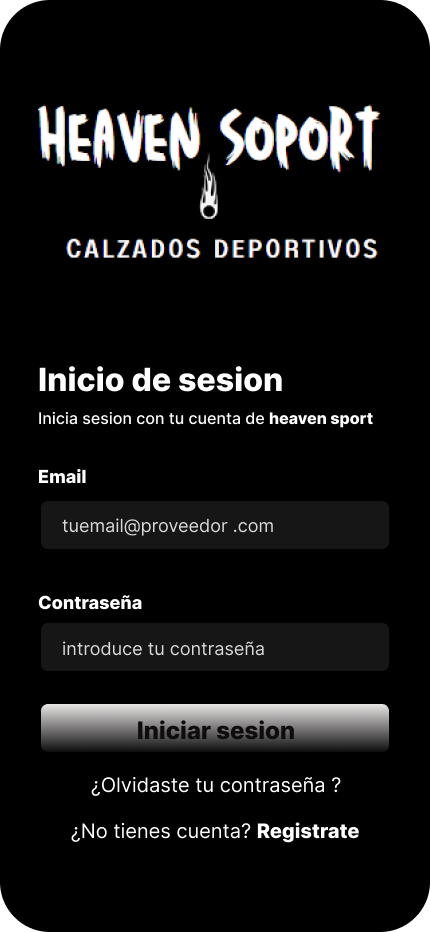 HEAVEN SOPORT
CALZADOS DEPORTIVOS
Inicio de sesion
Inicia sesion con tu cuenta de heaven sport
Email
tuemail@proveedor .com
Contraseña
introduce tu contraseña
Iniciar sesion
¿Olvidaste tu contraseña ?
¿No tienes cuenta? Registrate